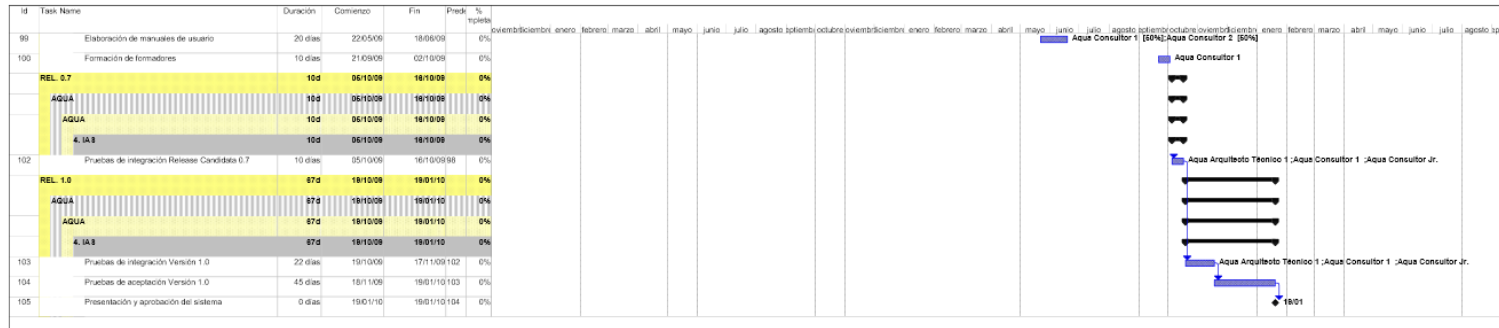 Id Task Name Duración Comienzo Fin Prede %
mpleta
oviembre diciembre enero febrero marzo abril mayo junio julio agosto eptiembre octubre oviembre diciembre enero febrero marzo abril mayo junio julio agosto eptiembre octubre oviembre diciembre enero febrero marzo abril mayo junio julio agosto ep
99 Elaboración de manuales de usuario 20 días 22/05/09 18/06/09 0% Aqua Consultor 1 [50%];Aqua Consultor 2 [50%]
100 Formación de formadores 10 días 21/09/09 02/10/09 0% Aqua Consultor 1
REL. 0.7 10d 05/10/09 16/10/09 0%
AQUA 10d 05/10/09 16/10/09 0%
AQUA 10d 05/10/09 16/10/09 0%
4. IAS 10d 05/10/09 16/10/09 0%
102 Pruebas de integración Release Candidata 0.7 10 días 05/10/09 16/10/09 98 0% Aqua Arquitecto Técnico 1 ;Aqua Consultor 1 ;Aqua Consultor Jr.
REL. 1.0 67d 19/10/09 19/01/10 0%
AQUA 67d 19/10/09 19/01/10 0%
AQUA 67d 19/10/09 19/01/10 0%
4. IAS 67d 19/10/09 19/01/10 0%
103 Pruebas de integración Versión 1.0 22 días 19/10/09 17/11/09 102 0% Aqua Arquitecto Técnico 1 ;Aqua Consultor 1 ;Aqua Consultor Jr.
104 Pruebas de aceptación Versión 1.0 45 días 18/11/09 19/01/10 103 0%
105 Presentación y aprobación del sistema 0 días 19/01/10 19/01/10 104 0% 19/01